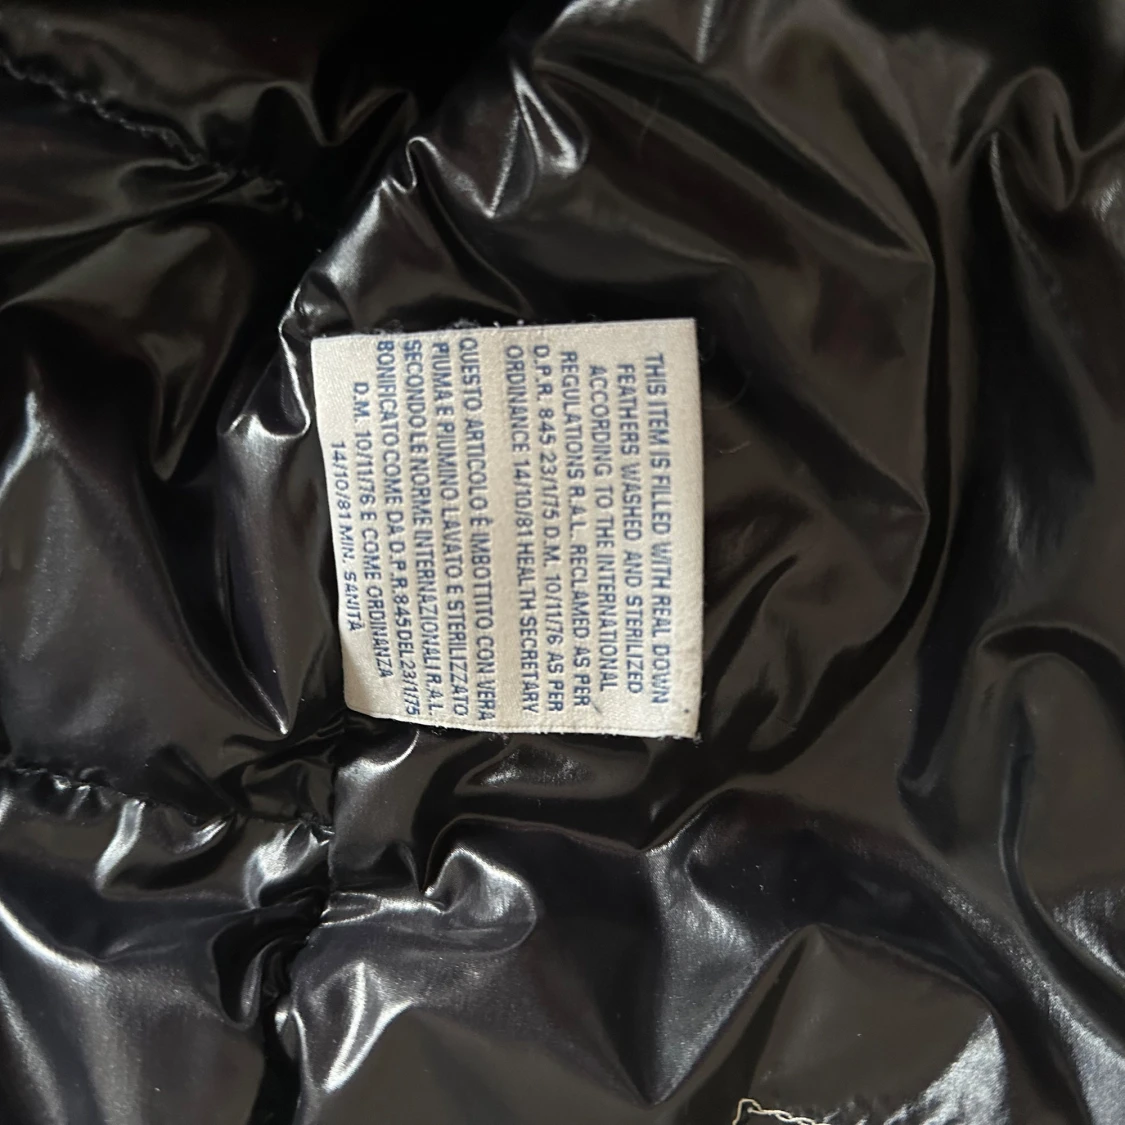 THIS ITEM IS FILLED WITH REAL DOWN
FEATHERS WASHED AND STERILIZED
ACCORDING TO THE INTERNATIONAL
REGULATIONS R.A.L. RECLAMED AS PER
D.P.R. 845 23/1/75 D.M. 10/11/76 AS PER
ORDINANCE 14/10/81 HEALTH SECRETARY
QUESTO ARTICOLO È IMBOTTITO CON VERA
PIUMA E PIUMINO LAVATO E STERILIZZATO
SECONDO LE NORME INTERNAZIONALI R.A.L.
BONIFICATO COME DA D.P.R. 845 DEL 23/1/75
D.M. 10/11/76 E COME ORDINANZA
14/10/81 MIN. SANITÀ